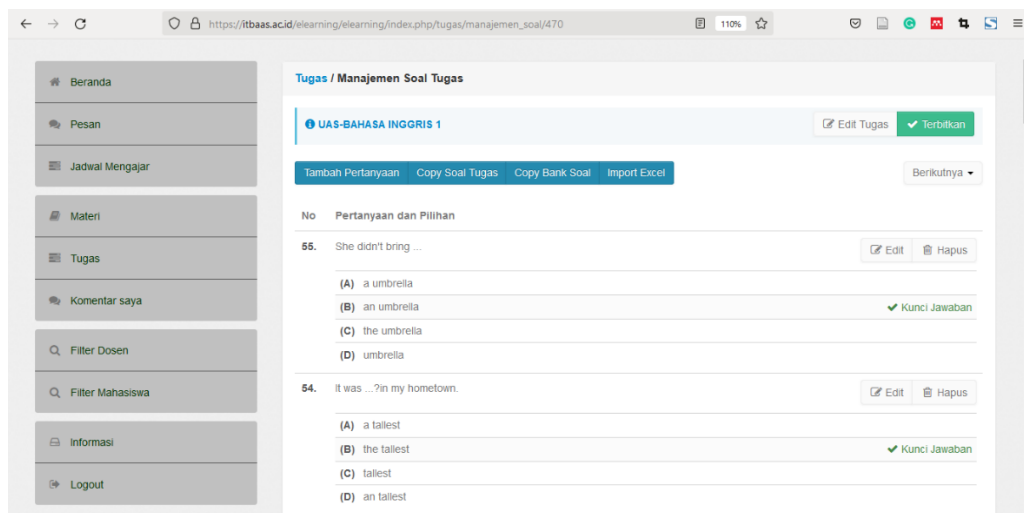 https://itbaas.ac.id/elearning/elearning/index.php/tugas/manajemen_soal/470
110%
Beranda
Pesan
Jadwal Mengajar
Materi
Tugas
Komentar saya
Filter Dosen
Filter Mahasiswa
Informasi
Logout
Tugas / Manajemen Soal Tugas
UAS-BAHASA INGGRIS 1
Edit Tugas
Terbitkan
Tambah Pertanyaan Copy Soal Tugas Copy Bank Soal Import Excel
Berikutnya
No Pertanyaan dan Pilihan
55. She didn't bring ...
Edit Hapus
(A) a umbrella
(B) an umbrella Kunci Jawaban
(C) the umbrella
(D) umbrella
54. It was ...?in my hometown.
Edit Hapus
(A) a tallest
(B) the tallest Kunci Jawaban
(C) tallest
(D) an tallest